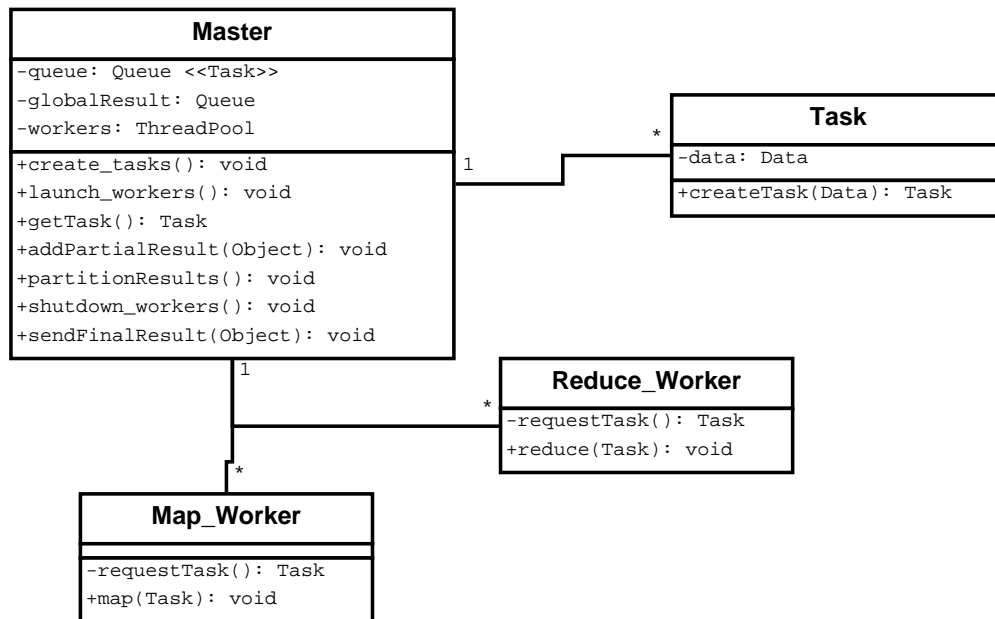 Master
-queue: Queue <<Task>>
-globalResult: Queue
-workers: ThreadPool
+create_tasks(): void
+launch_workers(): void
+getTask(): Task
+addPartialResult(Object): void
+partitionResults(): void
+shutdown_workers(): void
+sendFinalResult(Object): void
1
*
Task
-data: Data
+createTask(Data): Task
1
*
Reduce_Worker
-requestTask(): Task
+reduce(Task): void
*
Map_Worker
-requestTask(): Task
+map(Task): void